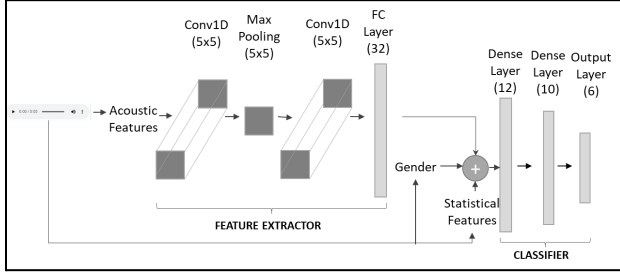 Conv1D
(5x5)
Max
Pooling
(5x5)
Conv1D
(5x5)
FC
Layer
(32)
Dense
Layer
(12)
Dense
Layer
(10)
Output
Layer
(6)
0:00 / 0:03
Acoustic
Features
Gender
+
Statistical
Features
FEATURE EXTRACTOR
CLASSIFIER